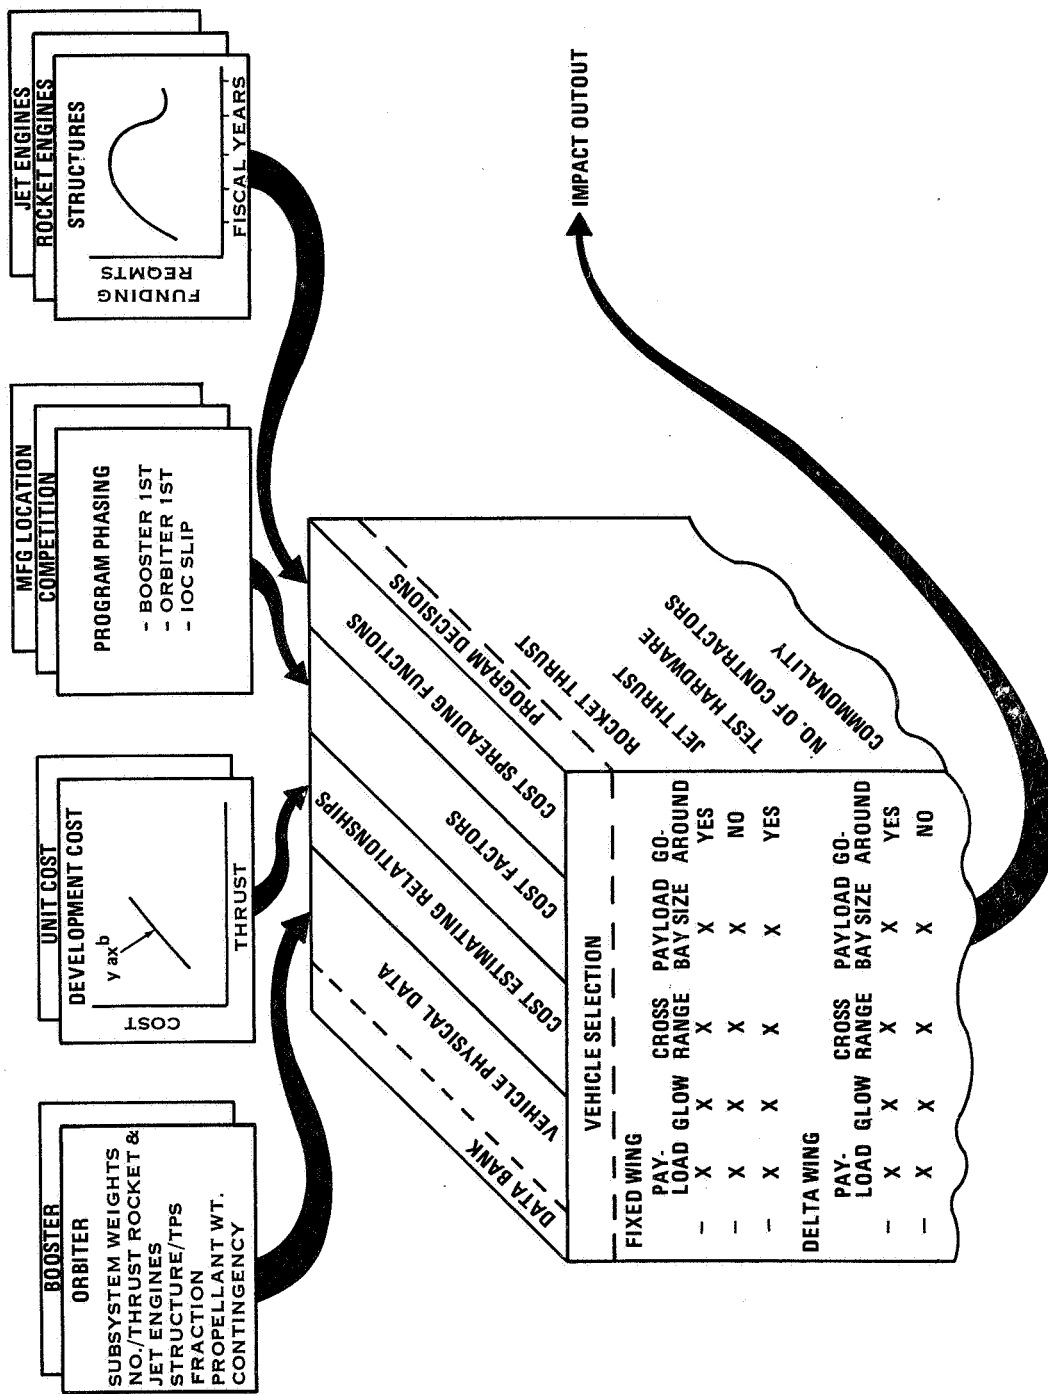 BOOSTER
ORBITER
SUBSYSTEM WEIGHTS
NO./THRUST ROCKET &
JET ENGINES
STRUCTURE/TPS
FRACTION
PROPELLANT WT.
CONTINGENCY
UNIT COST
DEVELOPMENT COST
y ax^b
COST
THRUST
MFG LOCATION
COMPETITION
PROGRAM PHASING
- BOOSTER 1ST
- ORBITER 1ST
- IOC SLIP
JET ENGINES
ROCKET ENGINES
STRUCTURES
FUNDING
REQMTS
FISCAL YEARS
DATA BANK
VEHICLE PHYSICAL DATA
COST ESTIMATING RELATIONSHIPS
COST FACTORS
COST SPREADING FUNCTIONS
PROGRAM DECISIONS
ROCKET THRUST
JET THRUST
TEST HARDWARE
NO. OF CONTRACTORS
COMMONALITY
VEHICLE SELECTION
FIXED WING
PAY- CROSS PAYLOAD GO-
LOAD GLOW RANGE BAY SIZE AROUND
- X X X X YES
- X X X X NO
- X X X X YES
DELTA WING
PAY- CROSS PAYLOAD GO-
LOAD GLOW RANGE BAY SIZE AROUND
- X X X X YES
- X X X X NO
IMPACT OUTOUT